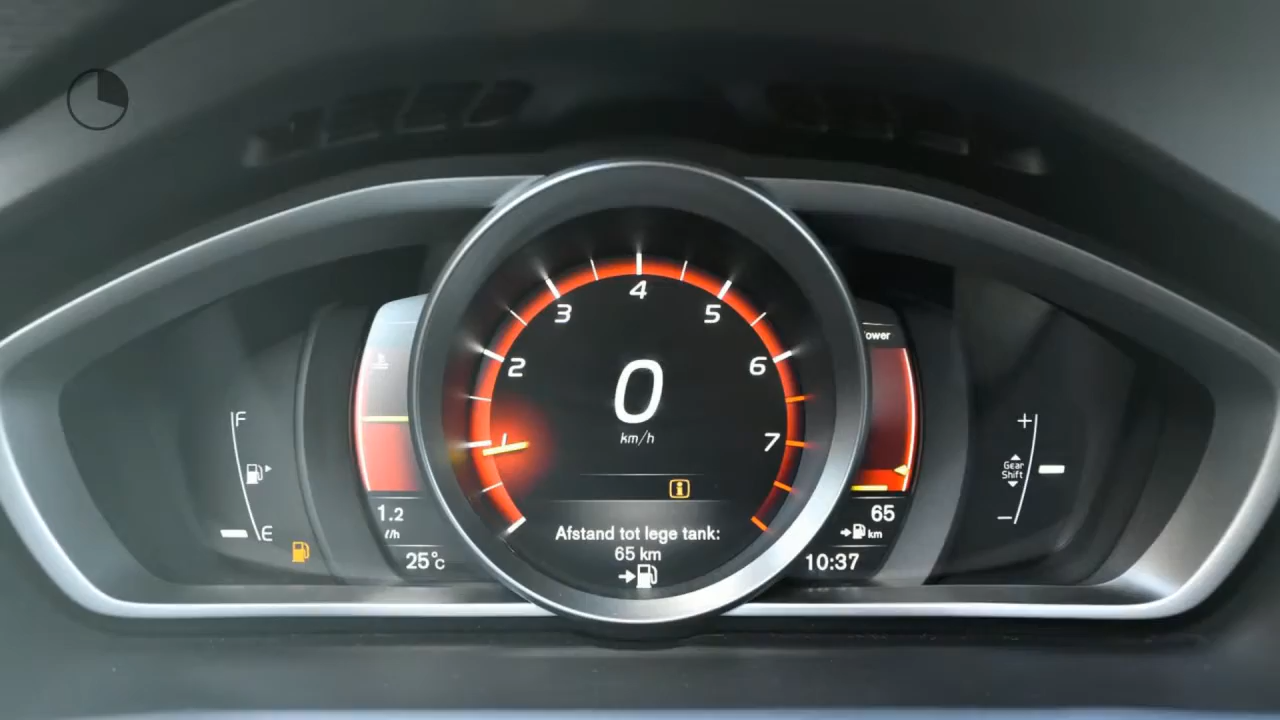 4
3
5
2
6
1
7
0
km/h
F
E
1.2
ℓ/h
25°c
ower
65
km
10:37
Afstand tot lege tank:
65 km
+
Gear
Shift
−